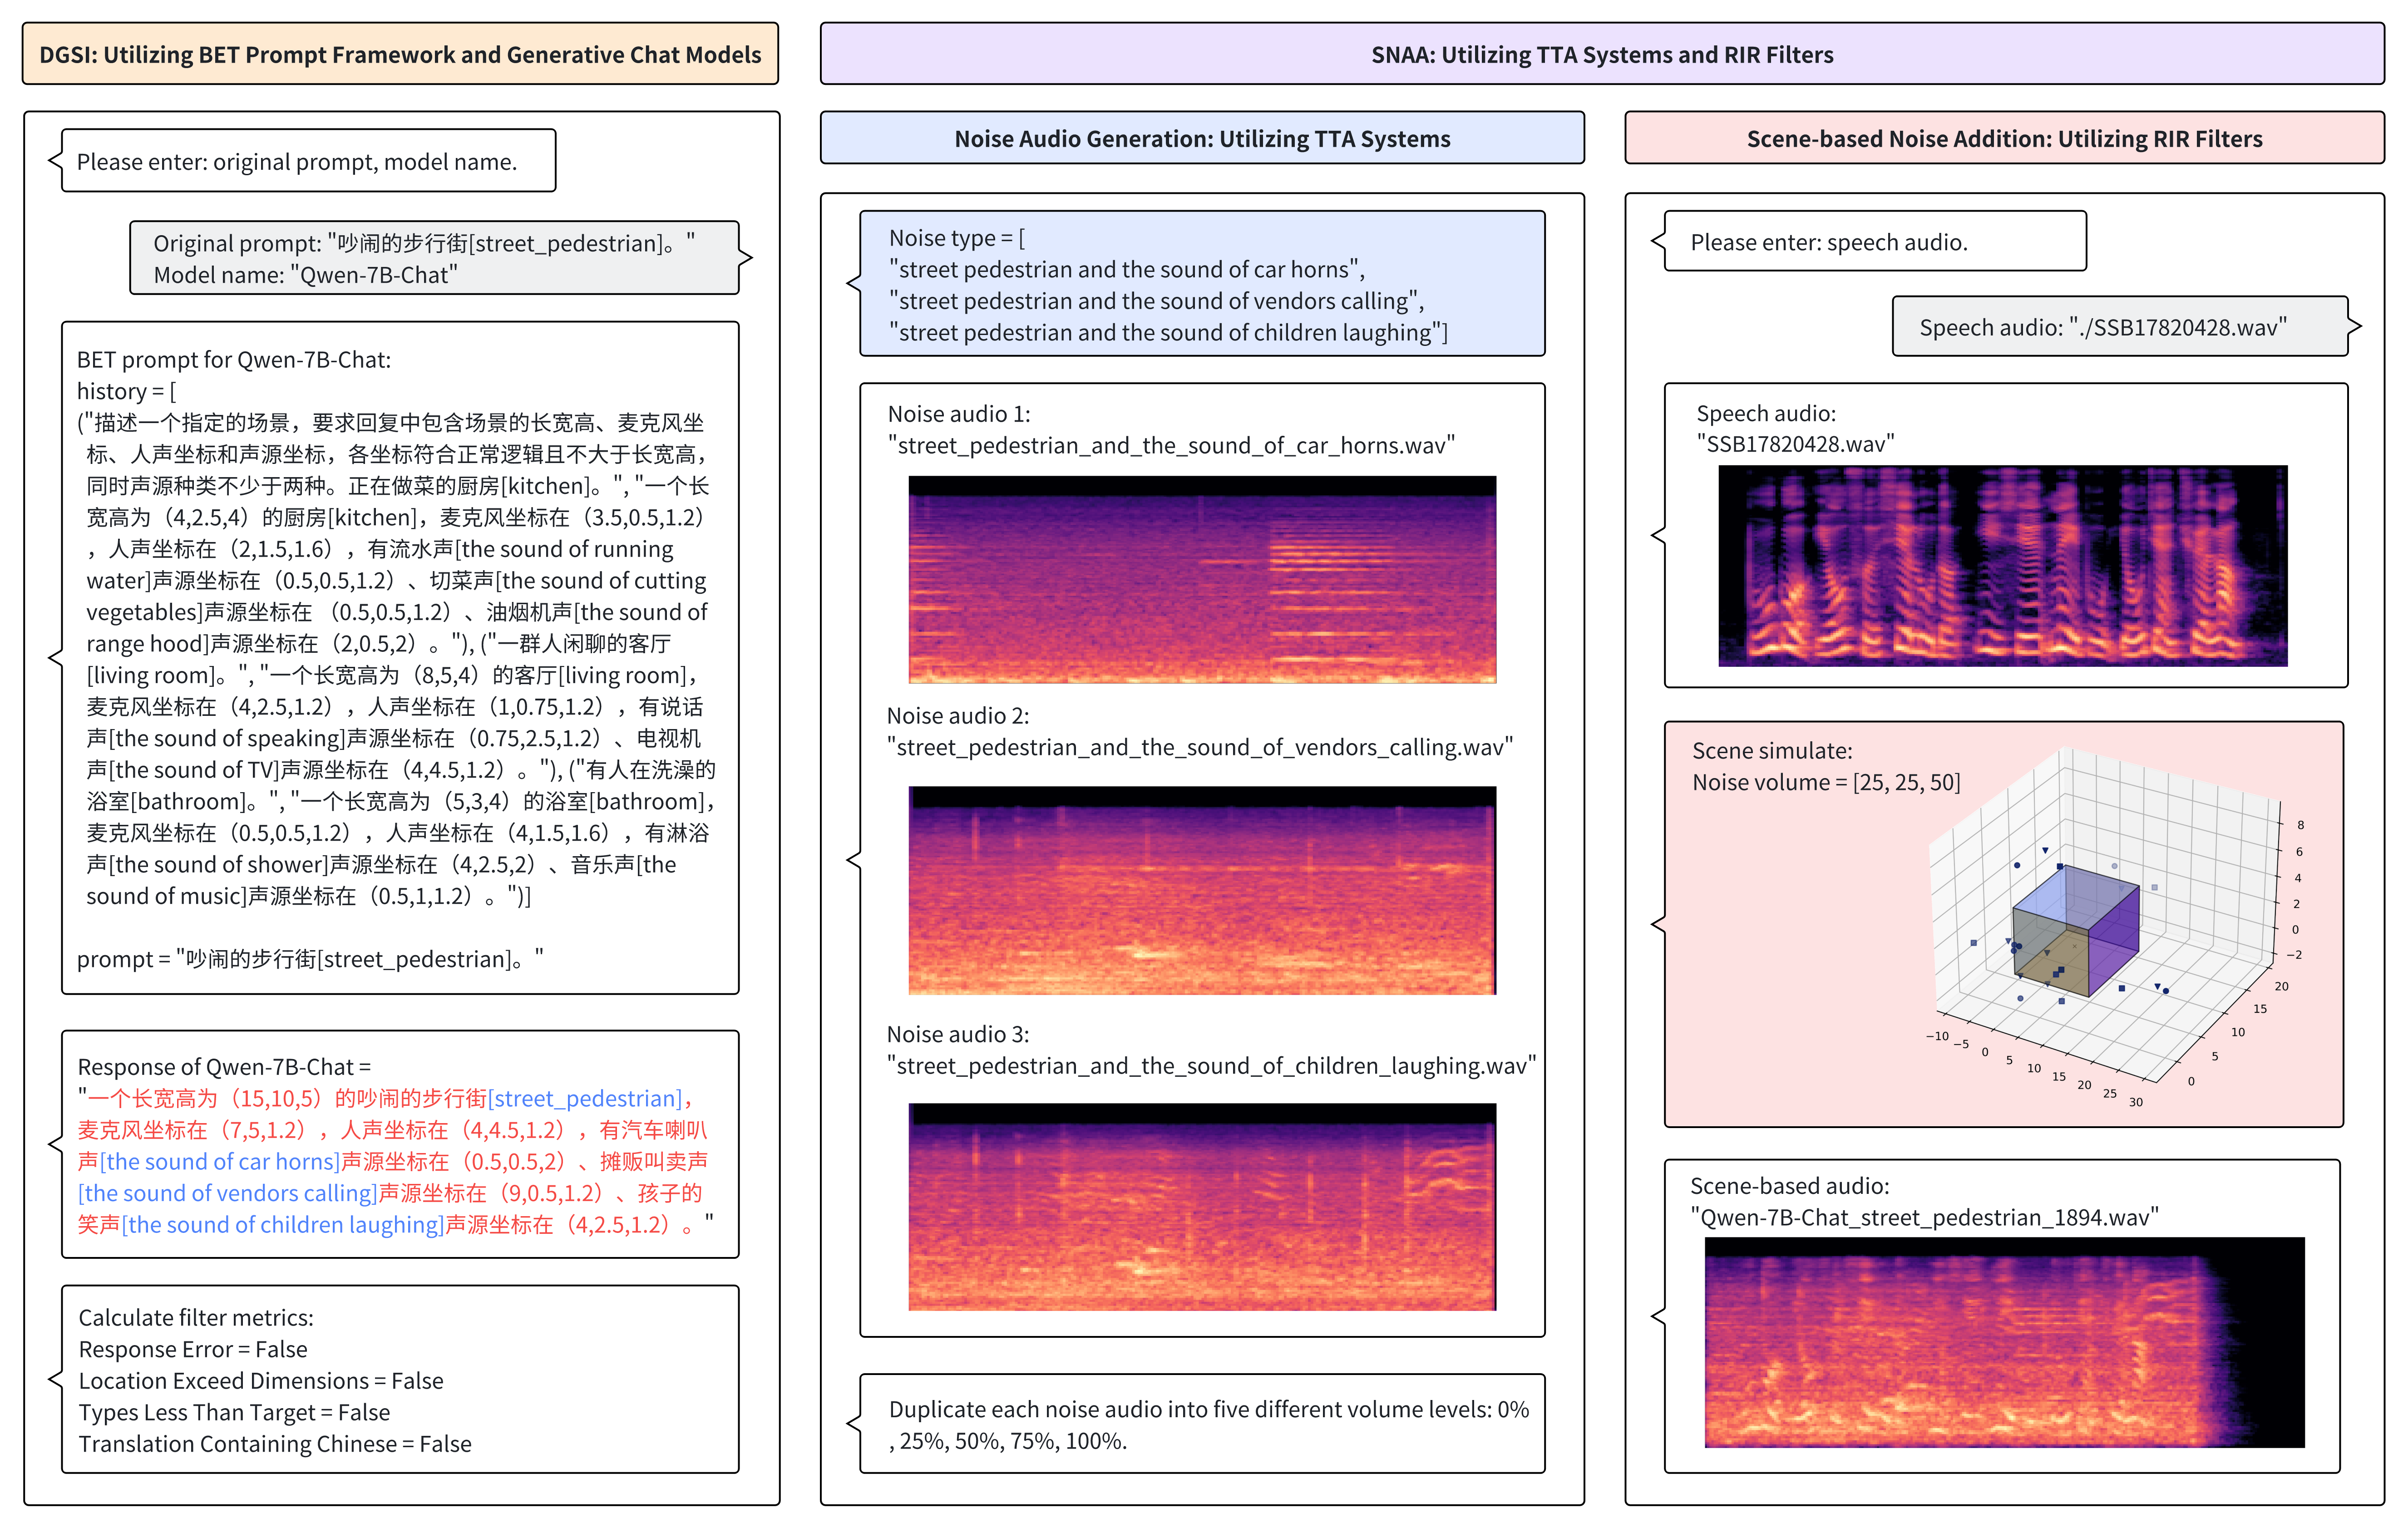 DGSI: Utilizing BET Prompt Framework and Generative Chat Models
Please enter: original prompt, model name.
Original prompt: "吵闹的步行街[street_pedestrian]。"
Model name: "Qwen-7B-Chat"
BET prompt for Qwen-7B-Chat:
history = [
("描述一个指定的场景，要求回复中包含场景的长宽高、麦克风坐
标、人声坐标和声源坐标，各坐标符合正常逻辑且不大于长宽高，
同时声源种类不少于两种。正在做菜的厨房[kitchen]。", "一个长
宽高为（4,2.5,4）的厨房[kitchen]，麦克风坐标在（3.5,0.5,1.2）
，人声坐标在（2,1.5,1.6），有流水声[the sound of running
water]声源坐标在（0.5,0.5,1.2）、切菜声[the sound of cutting
vegetables]声源坐标在 （0.5,0.5,1.2）、油烟机声[the sound of
range hood]声源坐标在（2,0.5,2）。"), ("一群人闲聊的客厅
[living room]。", "一个长宽高为（8,5,4）的客厅[living room]，
麦克风坐标在（4,2.5,1.2），人声坐标在（1,0.75,1.2），有说话
声[the sound of speaking]声源坐标在（0.75,2.5,1.2）、电视机
声[the sound of TV]声源坐标在（4,4.5,1.2）。"), ("有人在洗澡的
浴室[bathroom]。", "一个长宽高为（5,3,4）的浴室[bathroom]，
麦克风坐标在（0.5,0.5,1.2），人声坐标在（4,1.5,1.6），有淋浴
声[the sound of shower]声源坐标在（4,2.5,2）、音乐声[the
sound of music]声源坐标在（0.5,1,1.2）。")]
prompt = "吵闹的步行街[street_pedestrian]。"
Response of Qwen-7B-Chat =
"一个长宽高为（15,10,5）的吵闹的步行街[street_pedestrian]，
麦克风坐标在（7,5,1.2），人声坐标在（4,4.5,1.2），有汽车喇叭
声[the sound of car horns]声源坐标在（0.5,0.5,2）、摊贩叫卖声
[the sound of vendors calling]声源坐标在（9,0.5,1.2）、孩子的
笑声[the sound of children laughing]声源坐标在（4,2.5,1.2）。"
Calculate filter metrics:
Response Error = False
Location Exceed Dimensions = False
Types Less Than Target = False
Translation Containing Chinese = False
SNAA: Utilizing TTA Systems and RIR Filters
Noise Audio Generation: Utilizing TTA Systems
Noise type = [
"street pedestrian and the sound of car horns",
"street pedestrian and the sound of vendors calling",
"street pedestrian and the sound of children laughing"]
Noise audio 1:
"street_pedestrian_and_the_sound_of_car_horns.wav"
Noise audio 2:
"street_pedestrian_and_the_sound_of_vendors_calling.wav"
Noise audio 3:
"street_pedestrian_and_the_sound_of_children_laughing.wav"
Duplicate each noise audio into five different volume levels: 0%
, 25%, 50%, 75%, 100%.
Scene-based Noise Addition: Utilizing RIR Filters
Please enter: speech audio.
Speech audio: "./SSB17820428.wav"
Speech audio:
"SSB17820428.wav"
Scene simulate:
Noise volume = [25, 25, 50]
8
6
4
2
0
−2
20
15
10
5
0
−10
−5
0
5
10
15
20
25
30
Scene-based audio:
"Qwen-7B-Chat_street_pedestrian_1894.wav"